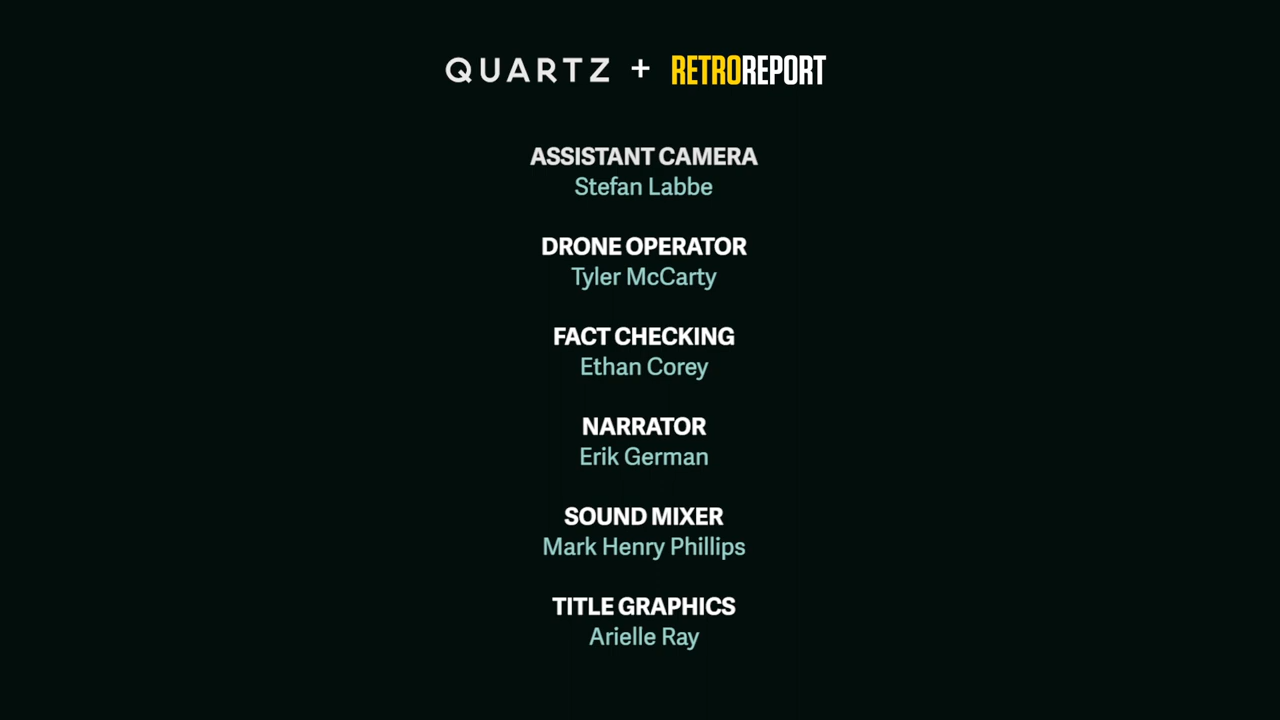 QUARTZ + RETROREPORT
ASSISTANT CAMERA
Stefan Labbe
DRONE OPERATOR
Tyler McCarty
FACT CHECKING
Ethan Corey
NARRATOR
Erik German
SOUND MIXER
Mark Henry Phillips
TITLE GRAPHICS
Arielle Ray